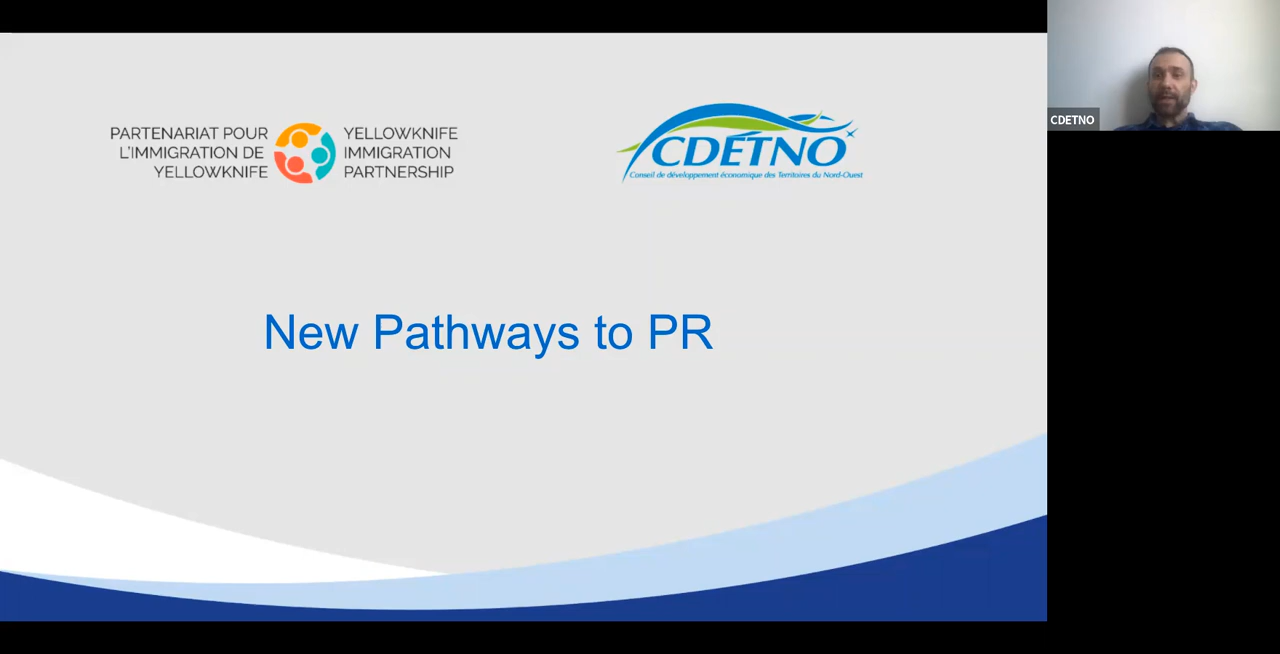 PARTENARIAT POUR
L'IMMIGRATION DE
YELLOWKNIFE
YELLOWKNIFE
IMMIGRATION
PARTNERSHIP
CDÉTNO
Conseil de développement économique des Territoires du Nord-Ouest
New Pathways to PR
CDETNO